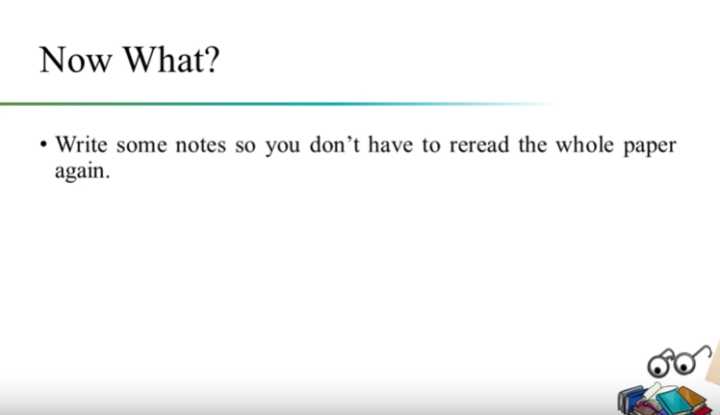 Now What?
• Write some notes so you don’t have to reread the whole paper
again.